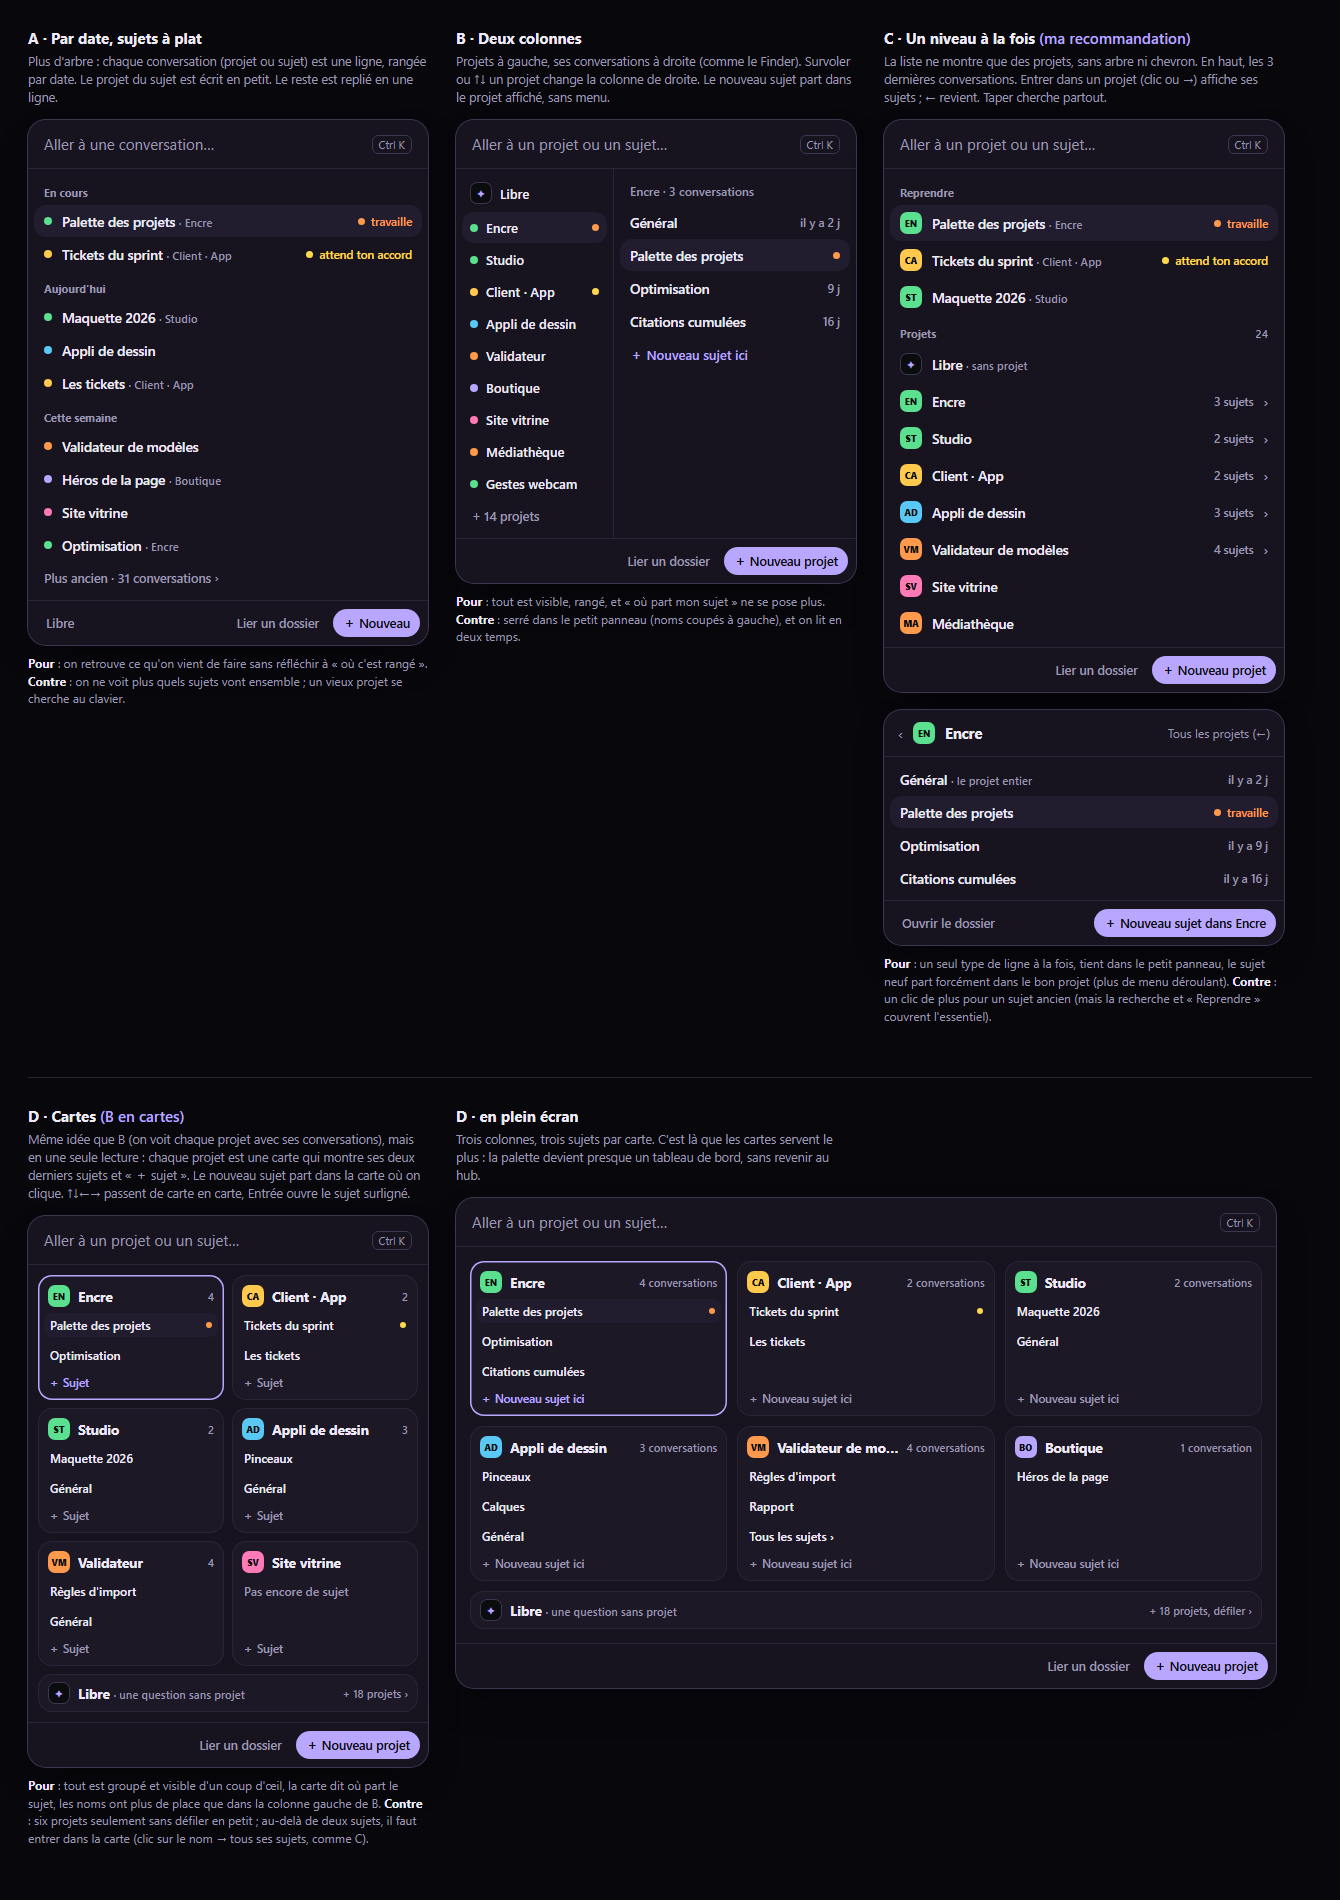 A · Par date, sujets à plat
Plus d'arbre : chaque conversation (projet ou sujet) est une ligne, rangée
par date. Le projet du sujet est écrit en petit. Le reste est replié en une
ligne.
Aller à une conversation...
Ctrl K
En cours
Palette des projets · Encre
travaille
Tickets du sprint · Client · App
attend ton accord
Aujourd'hui
Maquette 2026 · Studio
Appli de dessin
Les tickets · Client · App
Cette semaine
Validateur de modèles
Héros de la page · Boutique
Site vitrine
Optimisation · Encre
Plus ancien · 31 conversations ›
Libre
Lier un dossier
+ Nouveau
Pour : on retrouve ce qu'on vient de faire sans réfléchir à « où c'est rangé ».
Contre : on ne voit plus quels sujets vont ensemble ; un vieux projet se
cherche au clavier.
B · Deux colonnes
Projets à gauche, ses conversations à droite (comme le Finder). Survoler
ou ↑↓ un projet change la colonne de droite. Le nouveau sujet part dans
le projet affiché, sans menu.
Aller à un projet ou un sujet...
Ctrl K
✦ Libre
Encre
Studio
Client · App
Appli de dessin
Validateur
Boutique
Site vitrine
Médiathèque
Gestes webcam
+ 14 projets
Encre · 3 conversations
Général
il y a 2 j
Palette des projets
Optimisation
9 j
Citations cumulées
16 j
+ Nouveau sujet ici
Lier un dossier
+ Nouveau projet
Pour : tout est visible, rangé, et « où part mon sujet » ne se pose plus.
Contre : serré dans le petit panneau (noms coupés à gauche), et on lit en
deux temps.
C · Un niveau à la fois (ma recommandation)
La liste ne montre que des projets, sans arbre ni chevron. En haut, les 3
dernières conversations. Entrer dans un projet (clic ou →) affiche ses
sujets ; ← revient. Taper cherche partout.
Aller à un projet ou un sujet...
Ctrl K
Reprendre
EN Palette des projets · Encre
travaille
CA Tickets du sprint · Client · App
attend ton accord
ST Maquette 2026 · Studio
Projets
24
✦ Libre · sans projet
EN Encre
3 sujets ›
ST Studio
2 sujets ›
CA Client · App
2 sujets ›
AD Appli de dessin
3 sujets ›
VM Validateur de modèles
4 sujets ›
SV Site vitrine
MA Médiathèque
Lier un dossier
+ Nouveau projet
‹ EN Encre
Tous les projets (←)
Général · le projet entier
il y a 2 j
Palette des projets
travaille
Optimisation
il y a 9 j
Citations cumulées
il y a 16 j
Ouvrir le dossier
+ Nouveau sujet dans Encre
Pour : un seul type de ligne à la fois, tient dans le petit panneau, le sujet
neuf part forcément dans le bon projet (plus de menu déroulant). Contre :
un clic de plus pour un sujet ancien (mais la recherche et « Reprendre »
couvrent l'essentiel).
D · Cartes (B en cartes)
Même idée que B (on voit chaque projet avec ses conversations), mais
en une seule lecture : chaque projet est une carte qui montre ses deux
derniers sujets et « + sujet ». Le nouveau sujet part dans la carte où on
clique. ↑↓←→ passent de carte en carte, Entrée ouvre le sujet surligné.
Aller à un projet ou un sujet...
Ctrl K
EN Encre
4
Palette des projets
Optimisation
+ Sujet
CA Client · App
2
Tickets du sprint
Les tickets
+ Sujet
ST Studio
2
Maquette 2026
Général
+ Sujet
AD Appli de dessin
3
Pinceaux
Général
+ Sujet
VM Validateur
4
Règles d'import
Général
+ Sujet
SV Site vitrine
Pas encore de sujet
+ Sujet
✦ Libre · une question sans projet
+ 18 projets ›
Lier un dossier
+ Nouveau projet
Pour : tout est groupé et visible d'un coup d'œil, la carte dit où part le
sujet, les noms ont plus de place que dans la colonne gauche de B. Contre
: six projets seulement sans défiler en petit ; au-delà de deux sujets, il faut
entrer dans la carte (clic sur le nom → tous ses sujets, comme C).
D · en plein écran
Trois colonnes, trois sujets par carte. C'est là que les cartes servent le
plus : la palette devient presque un tableau de bord, sans revenir au
hub.
Aller à un projet ou un sujet...
Ctrl K
EN Encre
4 conversations
Palette des projets
Optimisation
Citations cumulées
+ Nouveau sujet ici
CA Client · App
2 conversations
Tickets du sprint
Les tickets
+ Nouveau sujet ici
ST Studio
2 conversations
Maquette 2026
Général
+ Nouveau sujet ici
AD Appli de dessin
3 conversations
Pinceaux
Calques
Général
+ Nouveau sujet ici
VM Validateur de mo...
4 conversations
Règles d'import
Rapport
Tous les sujets ›
+ Nouveau sujet ici
BO Boutique
1 conversation
Héros de la page
+ Nouveau sujet ici
✦ Libre · une question sans projet
+ 18 projets, défiler ›
Lier un dossier
+ Nouveau projet